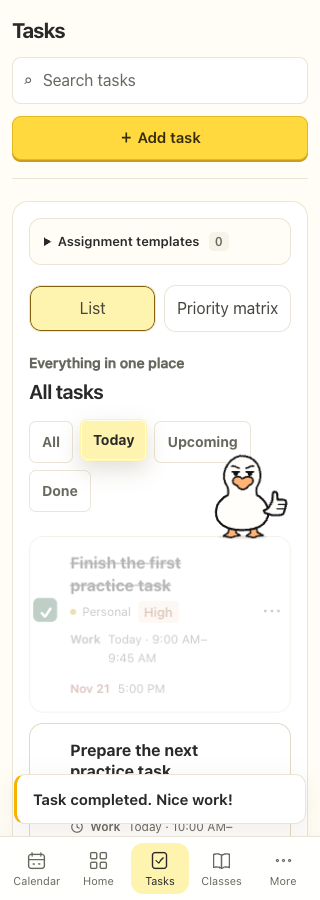 Tasks
Search tasks
+ Add task
Assignment templates 0
List
Priority matrix
Everything in one place
All tasks
All
Today
Upcoming
Done
Finish the first
practice task
Personal High
Work Today · 9:00 AM–
9:45 AM
Nov 21 5:00 PM
Prepare the next
practice task
Task completed. Nice work!
Work Today · 10:00 AM–
Calendar
Home
Tasks
Classes
More